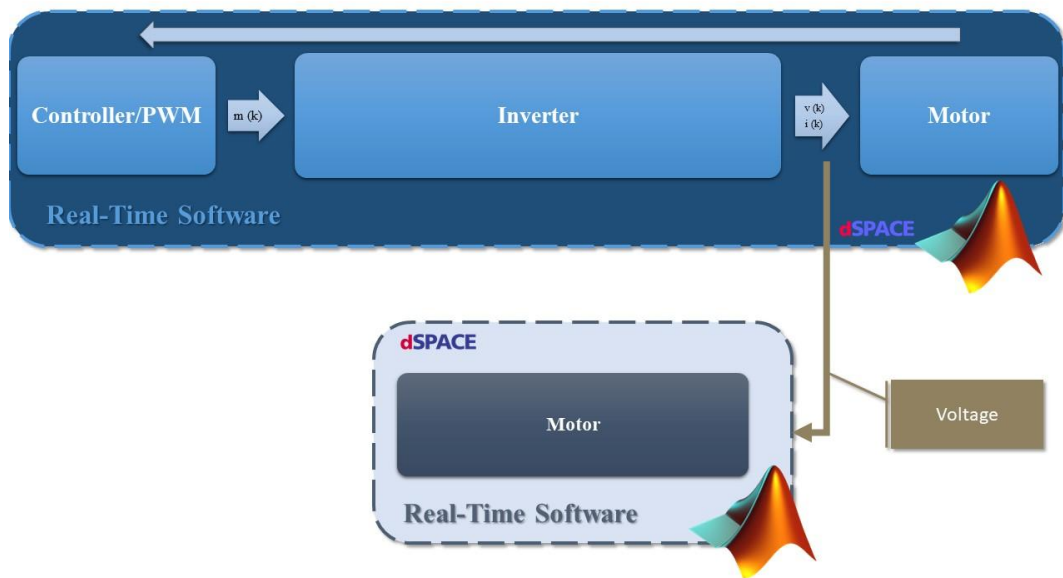 Controller/PWM
m (k)
Inverter
v (k)
i (k)
Motor
Real-Time Software
dSPACE
dSPACE
Motor
Voltage
Real-Time Software